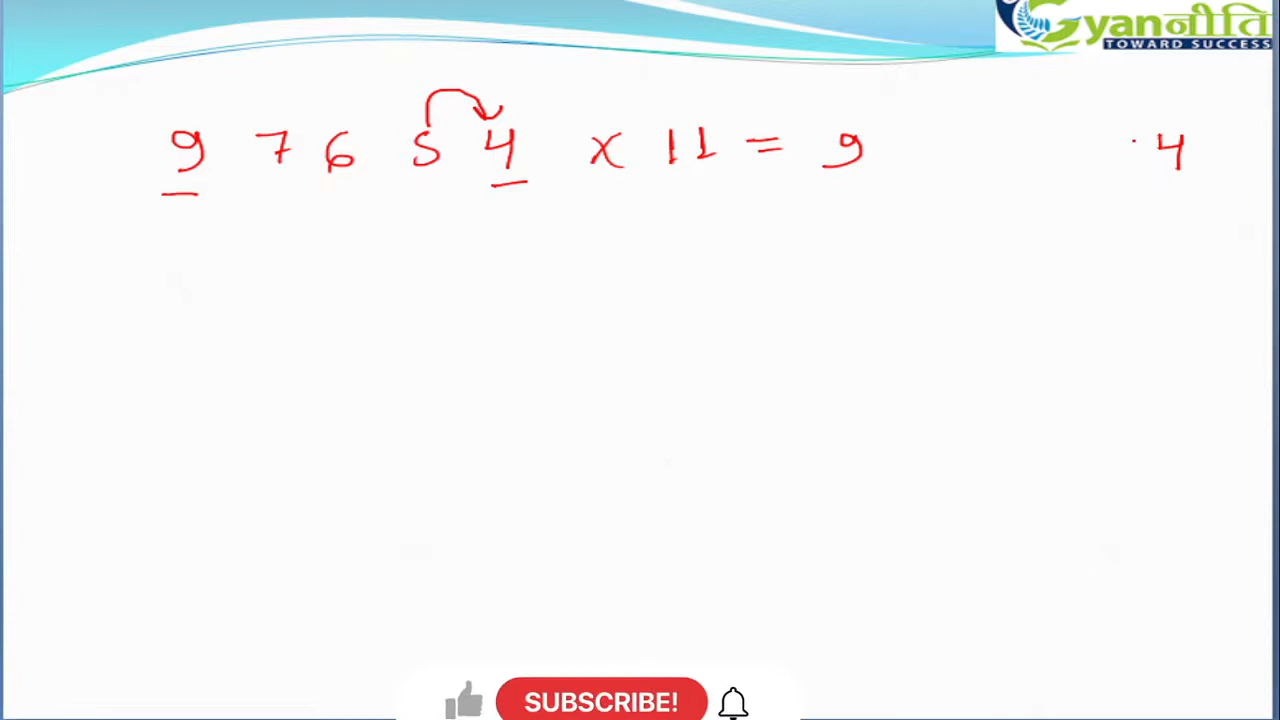 Gyanनीति
TOWARD SUCCESS
9 7 6 5 4 x 11 = 9 4
SUBSCRIBE!